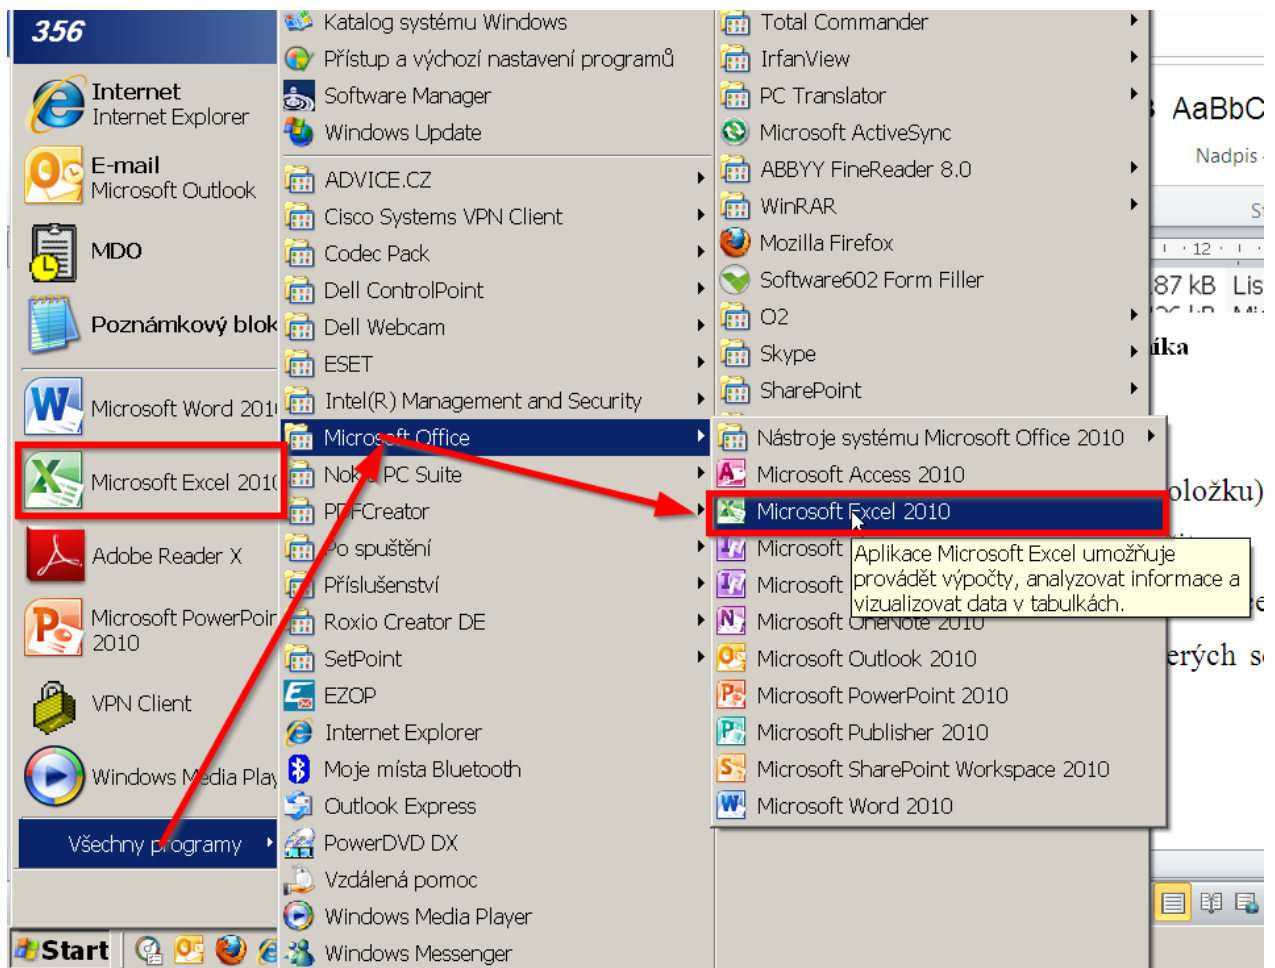 356
Internet
Internet Explorer
E-mail
Microsoft Outlook
MDO
Poznámkový blok
Microsoft Word 201
Microsoft Excel 2010
Adobe Reader X
Microsoft PowerPoin
2010
VPN Client
Windows Media Play
Všechny programy
Start
Katalog systému Windows
Přístup a výchozí nastavení programů
Software Manager
Windows Update
ADVICE.CZ
Cisco Systems VPN Client
Codec Pack
Dell ControlPoint
Dell Webcam
ESET
Intel(R) Management and Security
Microsoft Office
Nokia PC Suite
PDFCreator
Po spuštění
Příslušenství
Roxio Creator DE
SetPoint
EZOP
Internet Explorer
Moje místa Bluetooth
Outlook Express
PowerDVD DX
Vzdálená pomoc
Windows Media Player
Windows Messenger
Total Commander
IrfanView
PC Translator
Microsoft ActiveSync
ABBYY FineReader 8.0
WinRAR
Mozilla Firefox
Software602 Form Filler
O2
Skype
SharePoint
Nástroje systému Microsoft Office 2010
Microsoft Access 2010
Microsoft Excel 2010
Microsoft
Microsoft
Microsoft OneNote 2010
Microsoft Outlook 2010
Microsoft PowerPoint 2010
Microsoft Publisher 2010
Microsoft SharePoint Workspace 2010
Microsoft Word 2010
Aplikace Microsoft Excel umožňuje
provádět výpočty, analyzovat informace a
vizualizovat data v tabulkách.
AaBbC
Nadpis
St
12
87 kB Lis
íka
oložku)
erých s